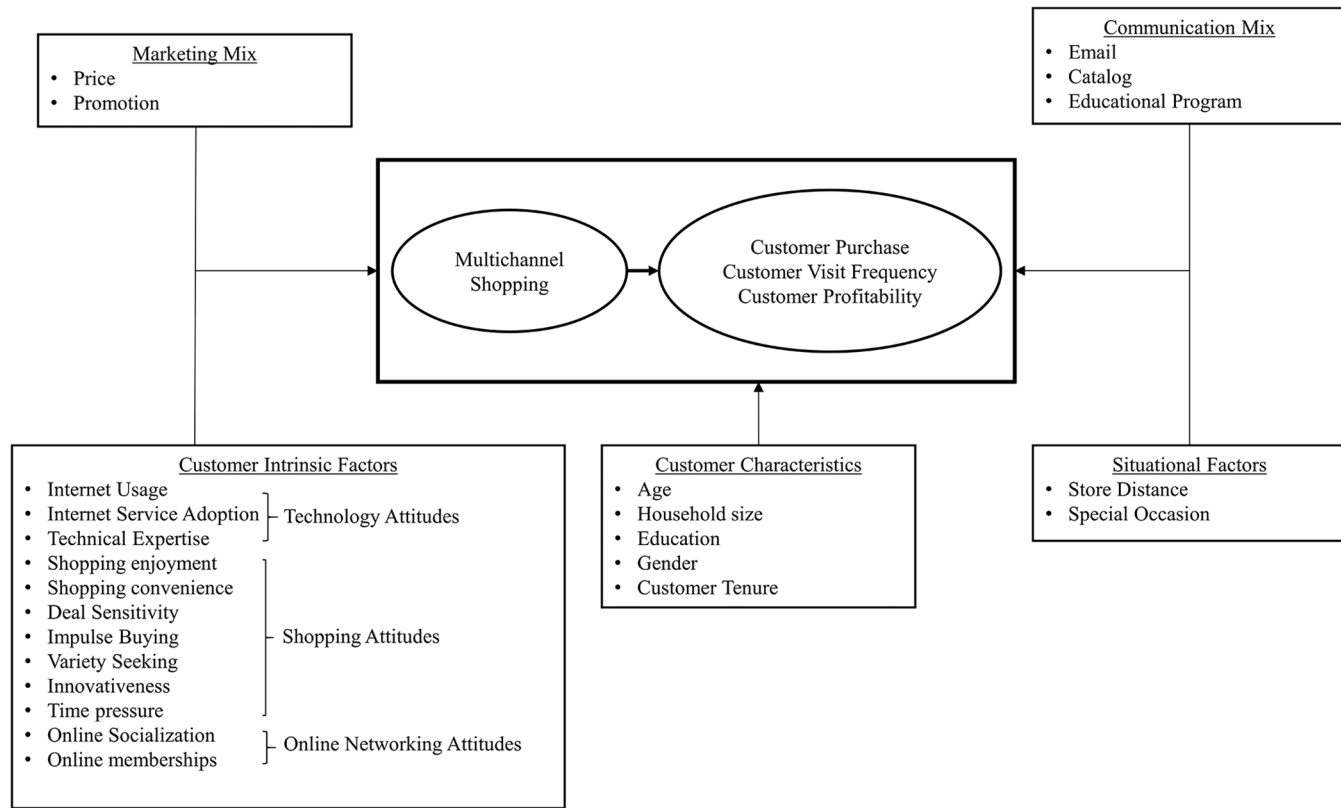 Marketing Mix
• Price
• Promotion
Communication Mix
• Email
• Catalog
• Educational Program
Multichannel
Shopping
Customer Purchase
Customer Visit Frequency
Customer Profitability
Customer Intrinsic Factors
• Internet Usage
• Internet Service Adoption
• Technical Expertise
Technology Attitudes
• Shopping enjoyment
• Shopping convenience
• Deal Sensitivity
• Impulse Buying
• Variety Seeking
• Innovativeness
• Time pressure
Shopping Attitudes
• Online Socialization
• Online memberships
Online Networking Attitudes
Customer Characteristics
• Age
• Household size
• Education
• Gender
• Customer Tenure
Situational Factors
• Store Distance
• Special Occasion